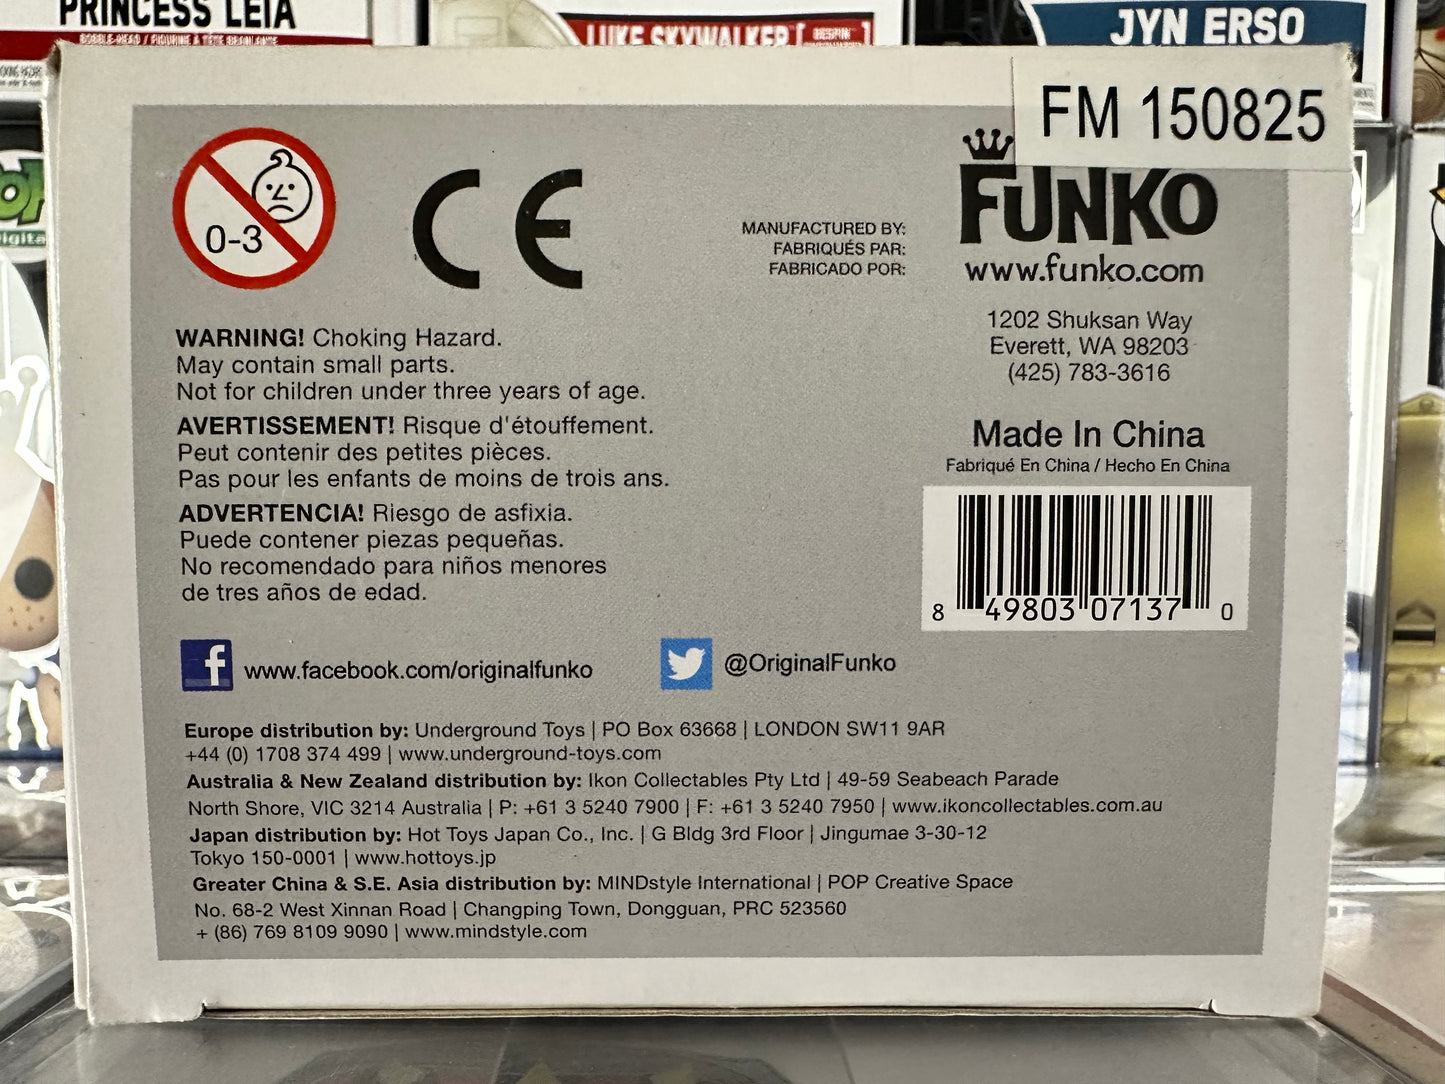 PRINCESS LEIA
BOBBLE-HEAD / FIGURINE À TÊTE BRANLANTE
LUKE SKYWALKER [BESPIN
JYN ERSO
FM 150825
0-3
CE
MANUFACTURED BY:
FABRIQUÉS PAR:
FABRICADO POR:
FUNKO
www.funko.com
1202 Shuksan Way
Everett, WA 98203
(425) 783-3616
Made In China
Fabriqué En China / Hecho En China
8 49803 07137 0
WARNING! Choking Hazard.
May contain small parts.
Not for children under three years of age.
AVERTISSEMENT! Risque d'étouffement.
Peut contenir des petites pièces.
Pas pour les enfants de moins de trois ans.
ADVERTENCIA! Riesgo de asfixia.
Puede contener piezas pequeñas.
No recomendado para niños menores
de tres años de edad.
f www.facebook.com/originalfunko
@OriginalFunko
Europe distribution by: Underground Toys | PO Box 63668 | LONDON SW11 9AR
+44 (0) 1708 374 499 | www.underground-toys.com
Australia & New Zealand distribution by: Ikon Collectables Pty Ltd | 49-59 Seabeach Parade
North Shore, VIC 3214 Australia | P: +61 3 5240 7900 | F: +61 3 5240 7950 | www.ikoncollectables.com.au
Japan distribution by: Hot Toys Japan Co., Inc. | G Bldg 3rd Floor | Jingumae 3-30-12
Tokyo 150-0001 | www.hottoys.jp
Greater China & S.E. Asia distribution by: MINDstyle International | POP Creative Space
No. 68-2 West Xinnan Road | Changping Town, Dongguan, PRC 523560
+ (86) 769 8109 9090 | www.mindstyle.com